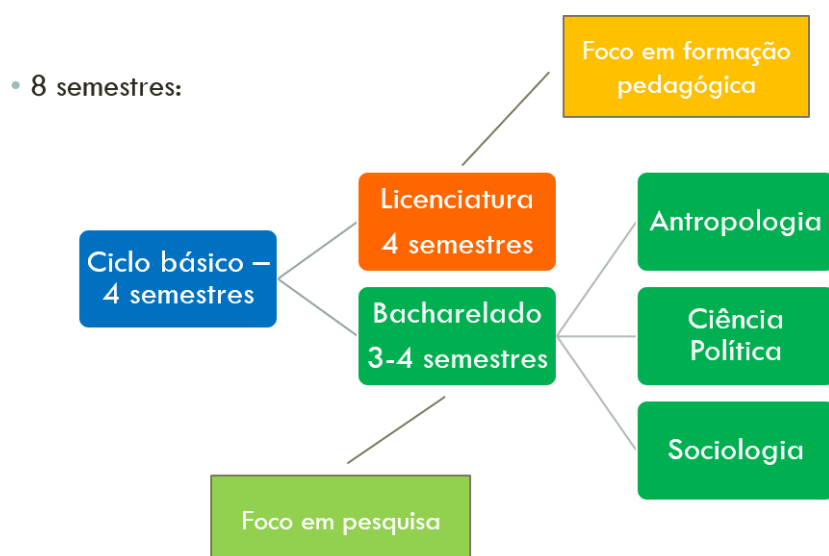 • 8 semestres:
Foco em formação
pedagógica
Ciclo básico –
4 semestres
Licenciatura
4 semestres
Bacharelado
3-4 semestres
Antropologia
Ciência
Política
Sociologia
Foco em pesquisa